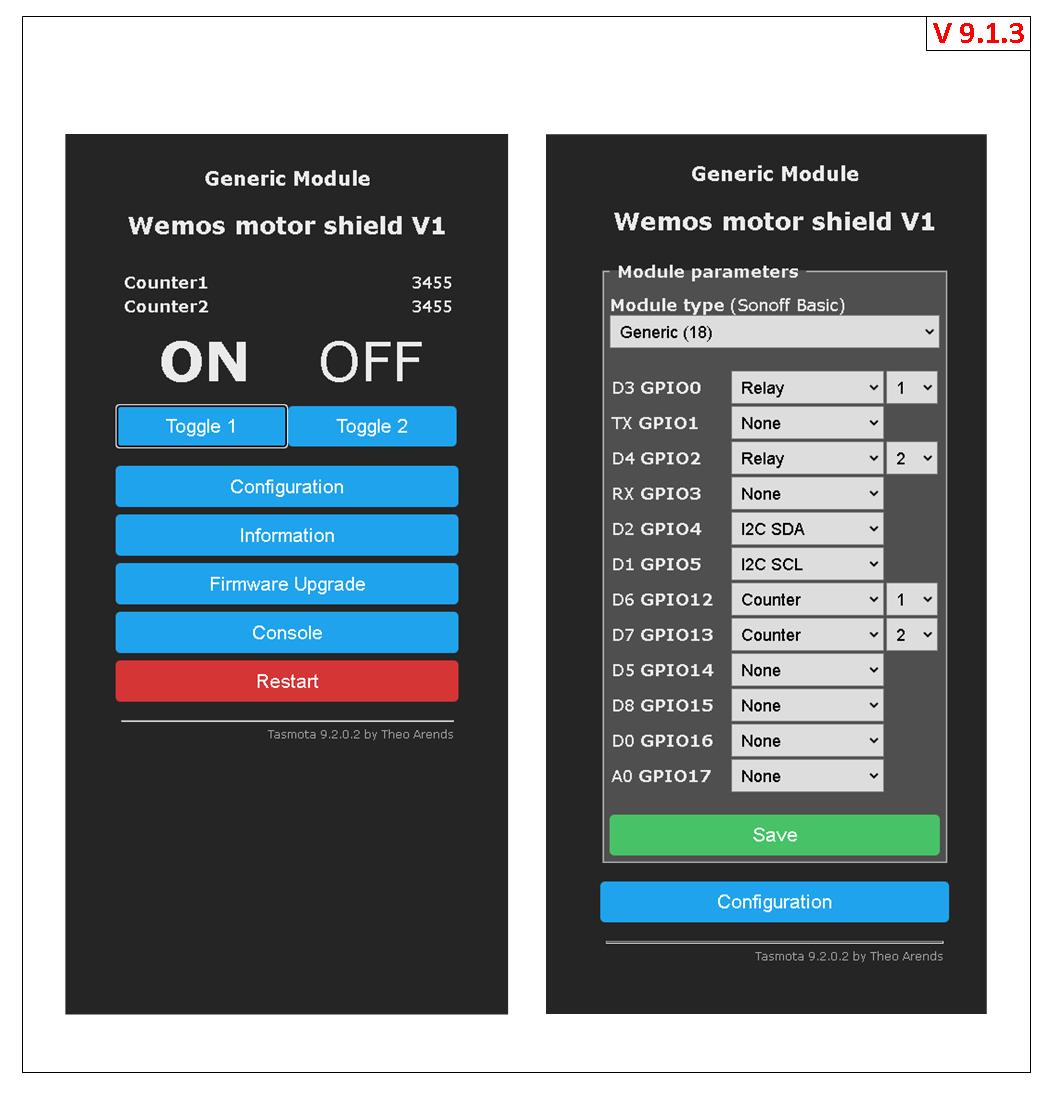 V 9.1.3
Generic Module
Wemos motor shield V1
Counter1 3455
Counter2 3455
ON OFF
Toggle 1 Toggle 2
Configuration
Information
Firmware Upgrade
Console
Restart
Tasmota 9.2.0.2 by Theo Arends
Generic Module
Wemos motor shield V1
Module parameters
Module type (Sonoff Basic)
Generic (18)
D3 GPIO0 Relay 1
TX GPIO1 None
D4 GPIO2 Relay 2
RX GPIO3 None
D2 GPIO4 I2C SDA
D1 GPIO5 I2C SCL
D6 GPIO12 Counter 1
D7 GPIO13 Counter 2
D5 GPIO14 None
D8 GPIO15 None
D0 GPIO16 None
A0 GPIO17 None
Save
Configuration
Tasmota 9.2.0.2 by Theo Arends